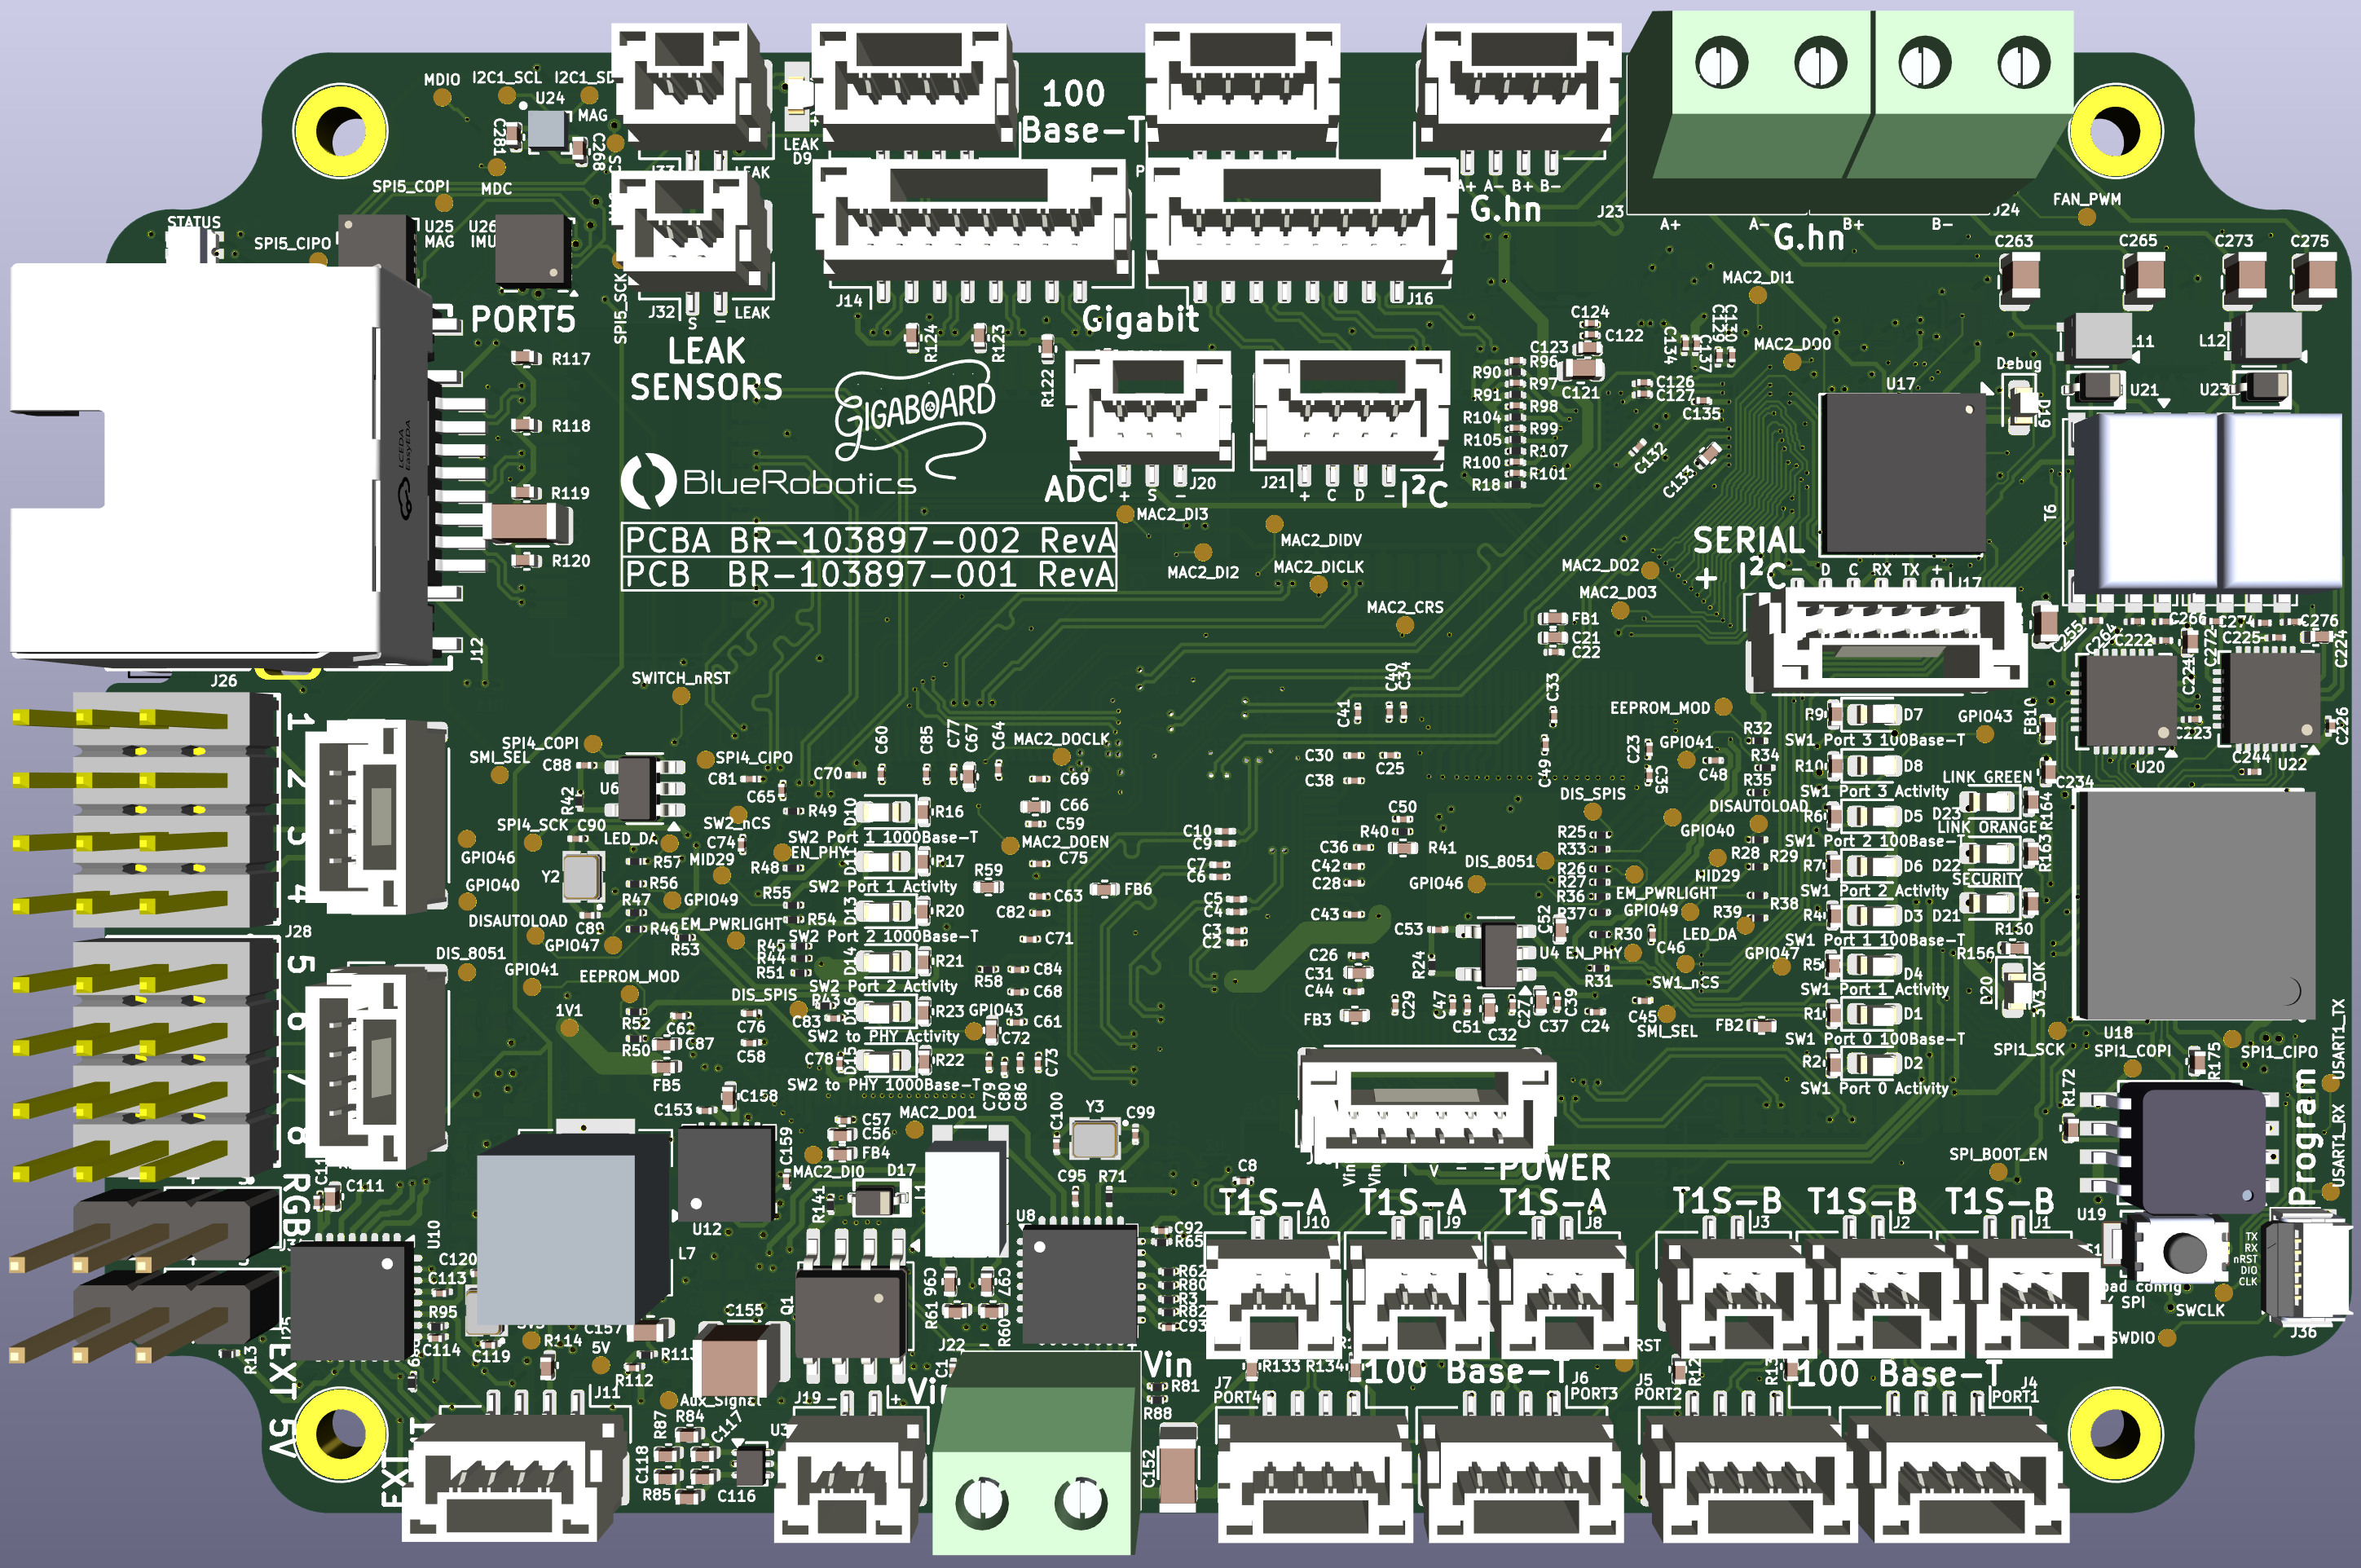 MDIO
I2C1_SCL
U24
MAG
C281
C268
MDC
SPI5_COPI
STATUS
SPI5_CIPO
U25
MAG
U26
IMU
SPI5_SCK
LEAK
J32
S
-
LEAK
LEAK
SENSORS
+
LEAK
D9
100
Base-T
J14
J16
Gigabit
A+ A- B+ B-
G.hn
J23
A+
A-
B+
B-
J24
G.hn
FAN_PWM
C263
C265
C273
C275
L11
L12
U21
U23
Debug
D19
U17
T6
MAC2_DI1
MAC2_DO0
PORT5
R117
R118
R119
R120
LCEDA
EasyEDA
J12
R124
R123
R122
GIGABOARD
BlueRobotics
PCBA BR-103897-002 RevA
PCB BR-103897-001 RevA
ADC
+ S -
J20
J21
+ C D -
I²C
C124
C122
C123
C121
R96
R90
R97
R91
R98
R104
R99
R105
R107
R100
R101
R18
C134
C129
C130
C137
C126
C127
C135
C132
C133
MAC2_DI3
MAC2_DIDV
MAC2_DI2
MAC2_DICLK
MAC2_CRS
MAC2_DO2
MAC2_DO3
SERIAL
+ I²C
- D C RX TX +
J17
FB1
C21
C22
C255
C264
C222
C266
C274
C225
C276
C272
C224
C221
C223
C226
C244
C234
FB10
U20
U22
J26
1
2
3
4
J28
5
6
7
8
RGB
EXT 5V
SWITCH_nRST
SPI4_COPI
SMI_SEL
C88
R42
U6
SPI4_CIPO
C81
C65
SPI4_SCK
C90
LED_DA
SW2_nCS
C74
GPIO46
GPIO40
Y2
C89
R57
R56
R47
R46
R53
MID29
GPIO49
EM_PWRLIGHT
DISAUTOLOAD
GPIO47
DIS_8051
GPIO41
EEPROM_MOD
1V1
R52
R50
C62
C87
FB5
DIS_SPIS
C76
C58
C83
R43
C78
C60
C85
C77
C67
C64
C70
C69
MAC2_DOCLK
R49
D10
R16
SW2 Port 1 1000Base-T
EN_PHY
R48
D11
R17
SW2 Port 1 Activity
R55
R54
D13
R20
SW2 Port 2 1000Base-T
R44
R51
D14
R21
SW2 Port 2 Activity
D16
R23
SW2 to PHY Activity
D15
R22
SW2 to PHY 1000Base-T
C66
C59
MAC2_DOEN
C75
R59
C63
C82
FB6
C71
C84
R58
C68
GPIO43
C61
C72
C79
C80
C86
C73
C41
C40
C34
C33
C30
C25
C38
C49
C23
C35
C48
C50
R40
R41
C36
C42
C28
C43
C10
C9
C7
C6
C5
C4
C3
C2
C26
C31
C44
FB3
C29
C47
C51
C32
C27
C37
C39
C24
C53
R24
U4
C52
DIS_8051
GPIO46
DIS_SPIS
R25
R33
R26
R27
R36
R37
R30
EN_PHY
R31
C46
C45
SMI_SEL
SW1_nCS
FB2
EEPROM_MOD
GPIO41
R32
R34
R35
DISAUTOLOAD
GPIO40
R28
R29
MID29
EM_PWRLIGHT
GPIO49
R39
R38
LED_DA
GPIO47
GPIO43
R9
D7
SW1 Port 3 100Base-T
R10
D8
SW1 Port 3 Activity
R6
D5
SW1 Port 2 100Base-T
R7
D6
SW1 Port 2 Activity
R4
D3
SW1 Port 1 100Base-T
R5
D4
SW1 Port 1 Activity
R1
D1
SW1 Port 0 100Base-T
R2
D2
SW1 Port 0 Activity
LINK GREEN
D23
R164
LINK ORANGE
D22
R163
SECURITY
D21
R150
R156
D20
3V3_OK
U18
SPI1_SCK
SPI1_COPI
SPI1_CIPO
USART1_TX
R175
R172
Program
USART1_RX
SPI_BOOT_EN
U19
TX
RX
nRST
DIO
CLK
SWCLK
SWDIO
J36
C153
C158
C159
U12
L7
C57
C56
FB4
MAC2_DO1
MAC2_DI0
D17
R141
C100
Y3
C99
C95
R71
C8
U8
C92
R65
R62
R80
R3
R82
C93
POWER
T1S-A
T1S-A
T1S-A
T1S-B
T1S-B
T1S-B
J10
J9
J8
J3
J2
J1
C111
U10
C120
C113
R95
C114
C119
R13
R114
5V
C157
R113
R112
C155
Q1
R61
C96
C97
R60
J22
J11
J19
-
+
Vin
R81
R88
C152
R87
R84
C117
C118
R85
C116
R133
R134
100 Base-T
100 Base-T
J7
PORT4
J6
PORT3
J5
PORT2
J4
PORT1